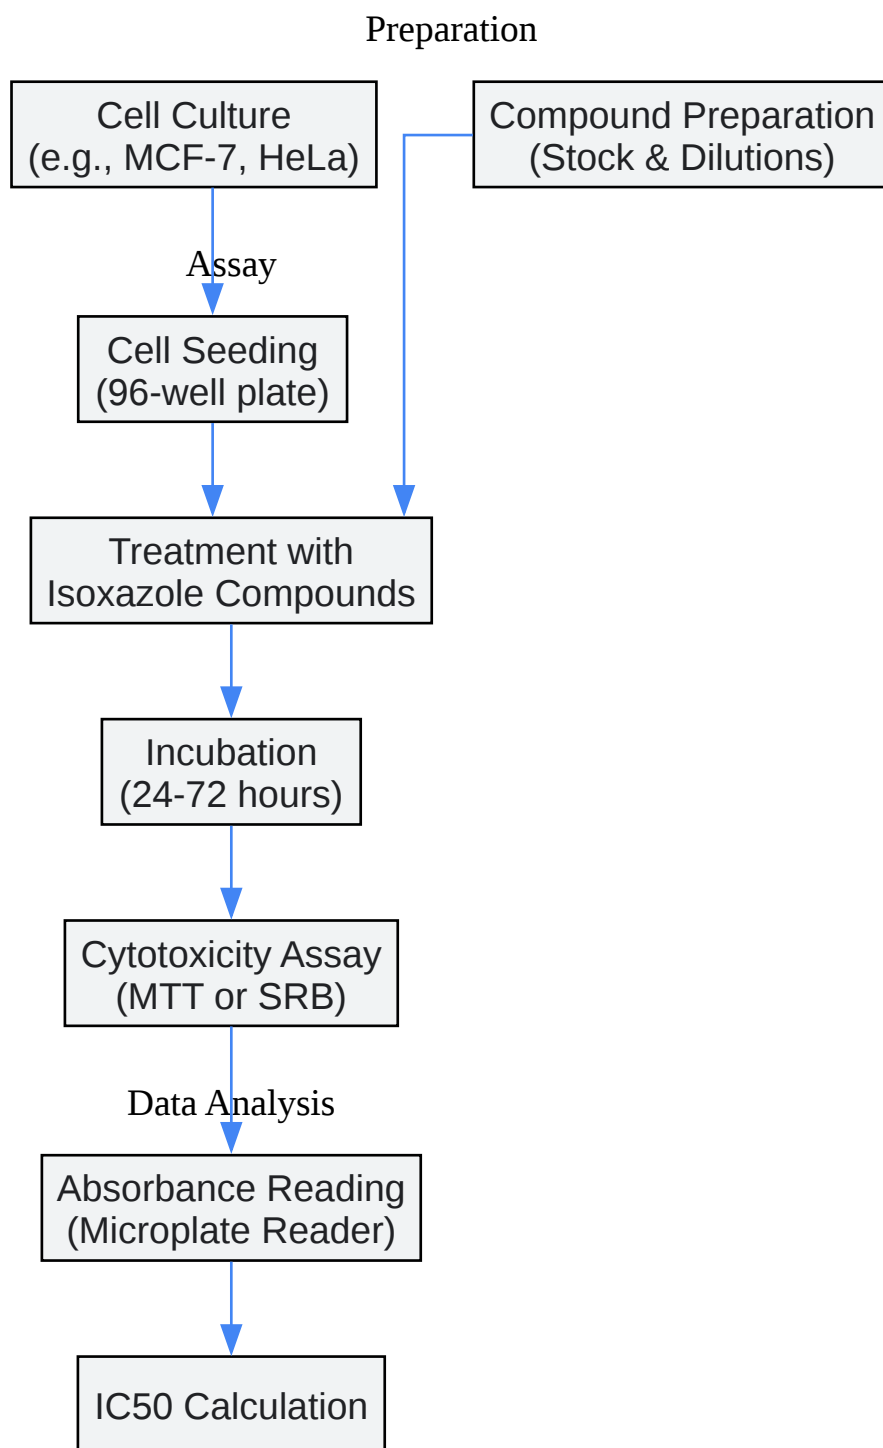 Preparation
Cell Culture
(e.g., MCF-7, HeLa)
Compound Preparation
(Stock & Dilutions)
Assay
Cell Seeding
(96-well plate)
Treatment with
Isoxazole Compounds
Incubation
(24-72 hours)
Cytotoxicity Assay
(MTT or SRB)
Data Analysis
Absorbance Reading
(Microplate Reader)
IC50 Calculation